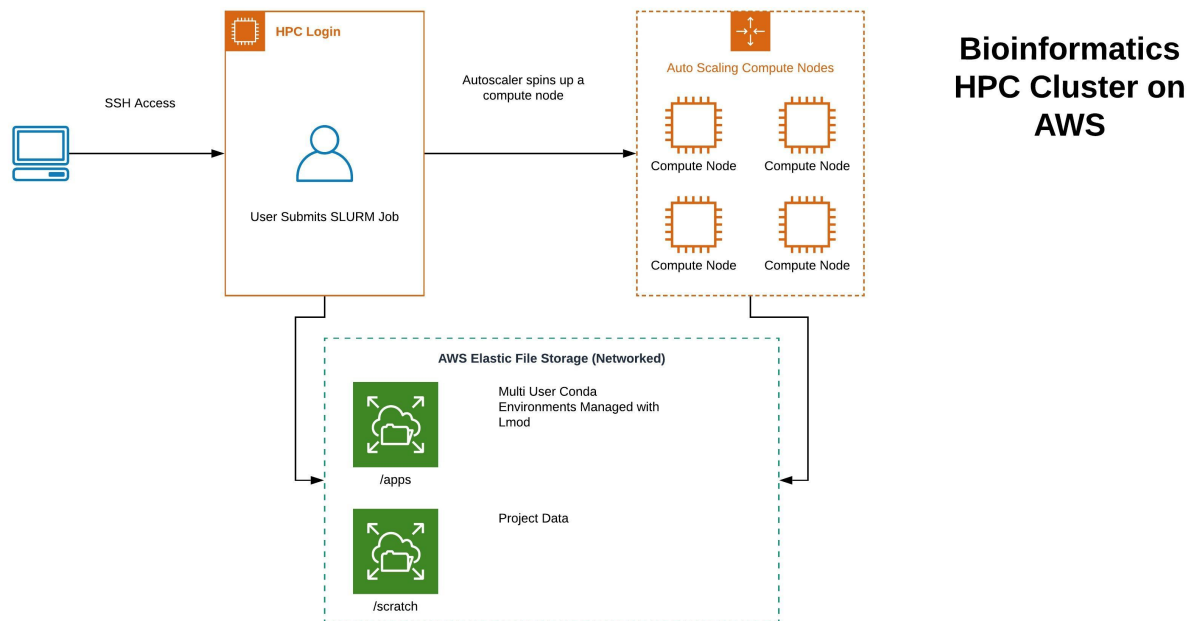 HPC Login
SSH Access
User Submits SLURM Job
Autoscaler spins up a
compute node
Auto Scaling Compute Nodes
Compute Node
Compute Node
Compute Node
Compute Node
Bioinformatics
HPC Cluster on
AWS
AWS Elastic File Storage (Networked)
Multi User Conda
Environments Managed with
Lmod
/apps
Project Data
/scratch